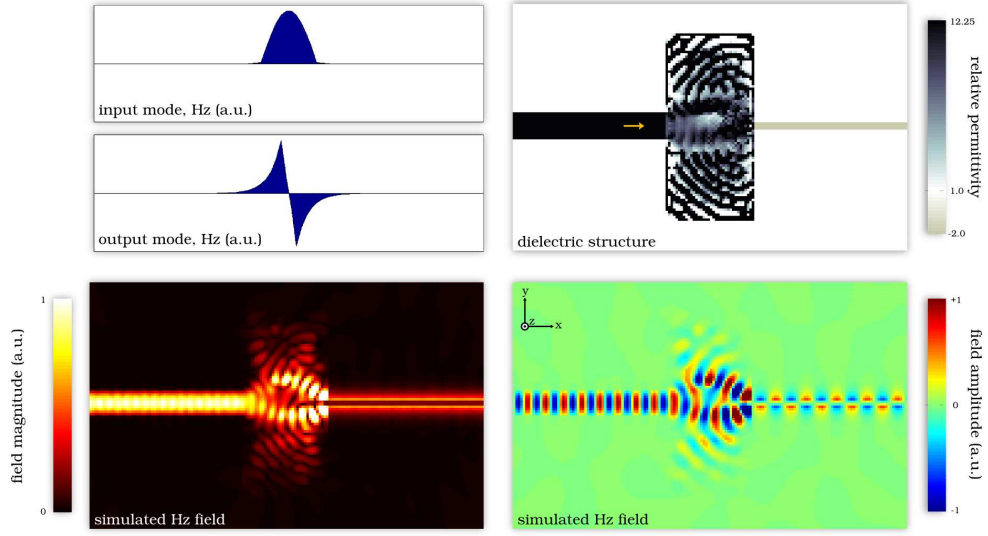 input mode, Hz (a.u.)
output mode, Hz (a.u.)
dielectric structure
12.25
1.0
-2.0
relative permittivity
field magnitude (a.u.)
1
0
simulated Hz field
y
z
x
simulated Hz field
+1
0
-1
field amplitude (a.u.)